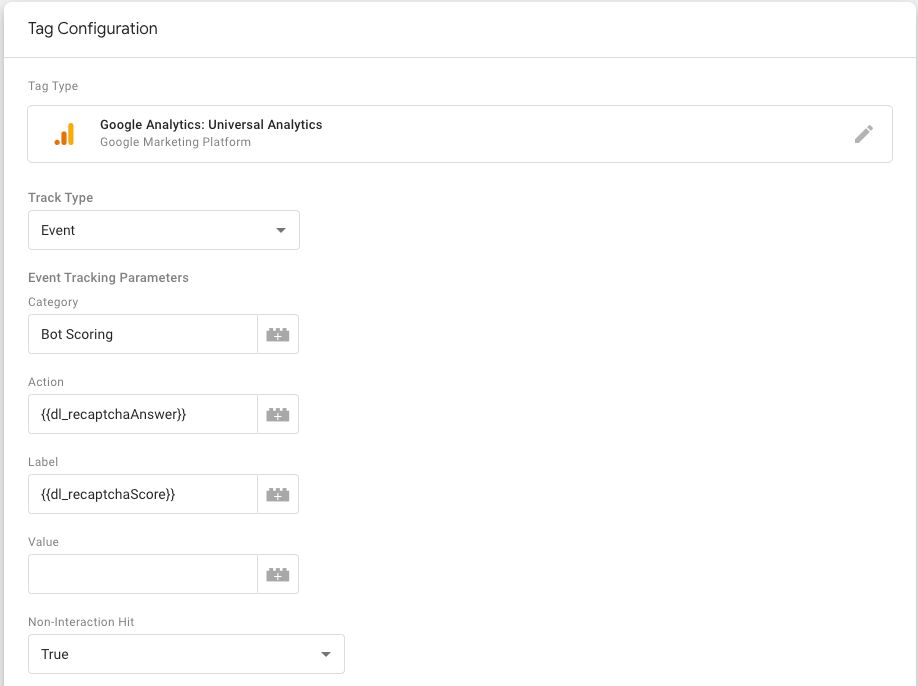 Tag Configuration
Tag Type
Google Analytics: Universal Analytics
Google Marketing Platform
Track Type
Event
Event Tracking Parameters
Category
Bot Scoring
Action
{{dl_recaptchaAnswer}}
Label
{{dl_recaptchaScore}}
Value
Non-Interaction Hit
True